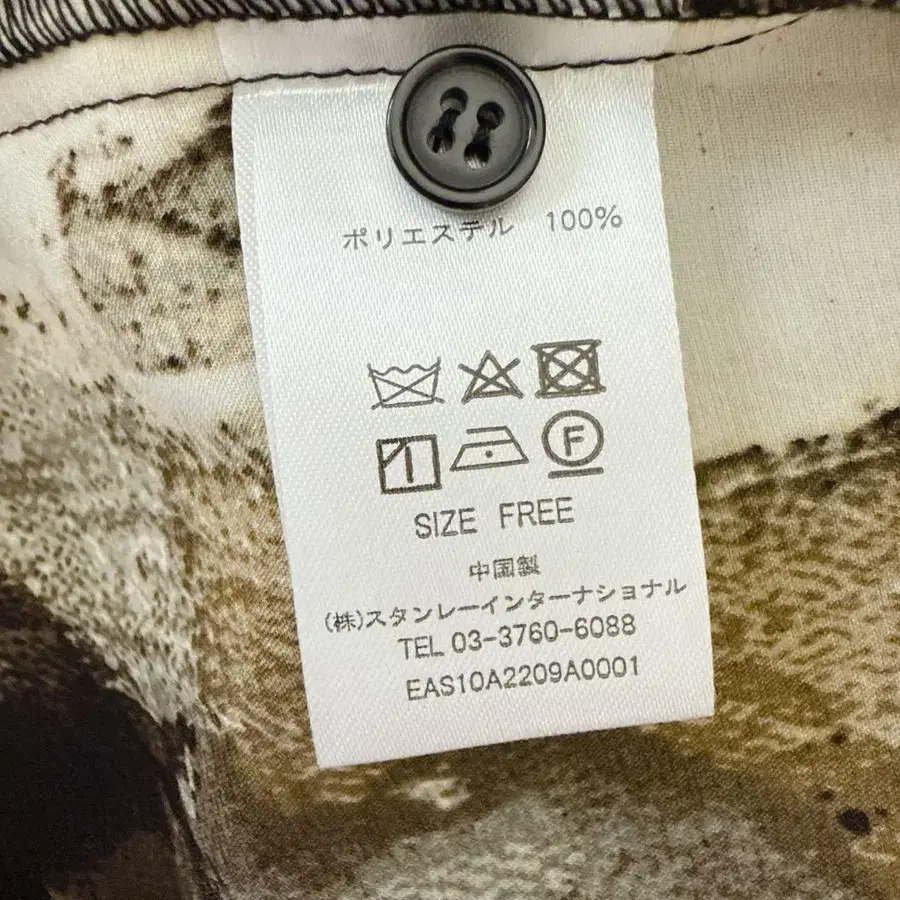 ポリエステル 100%
F
SIZE FREE
中国製
(株)スタンレーインターナショナル
TEL 03-3760-6088
EAS10A2209A0001